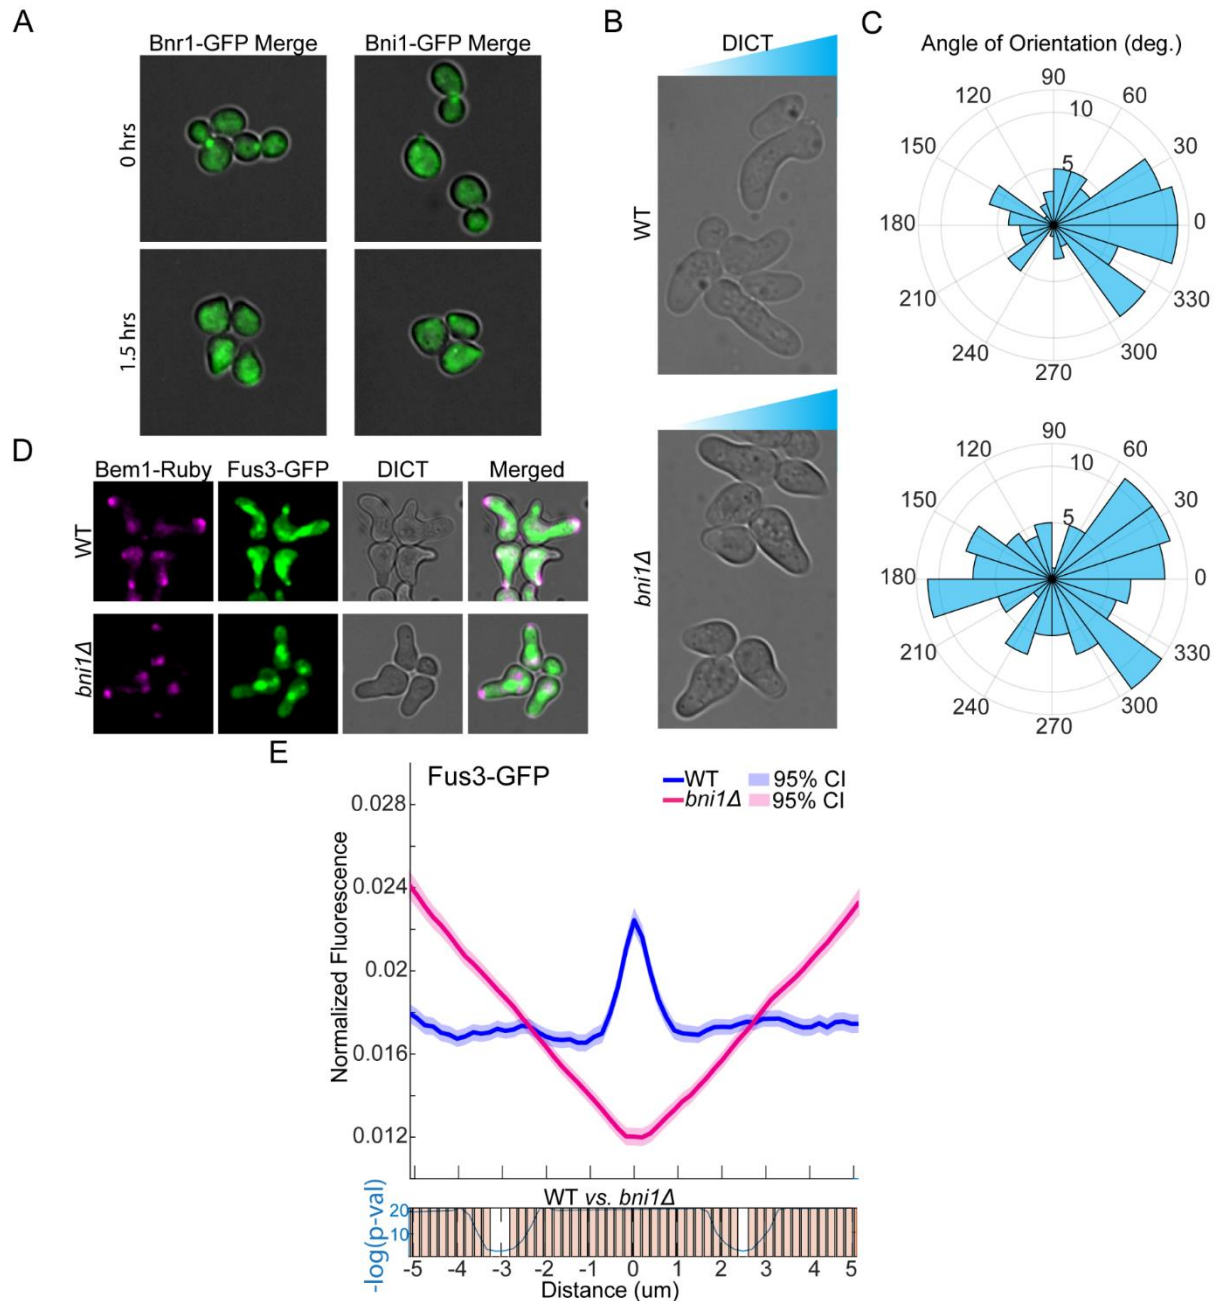 A
Bnr1-GFP Merge
Bni1-GFP Merge
0 hrs
1.5 hrs
B
DICT
WT
bni1Δ
C
Angle of Orientation (deg.)
90
120
60
10
150
30
5
180
0
210
330
240
300
270
90
120
60
10
150
30
5
180
0
210
330
240
300
270
D
Bem1-Ruby Fus3-GFP DICT Merged
WT
bni1Δ
E
Fus3-GFP
WT 95% CI
bni1Δ 95% CI
Normalized Fluorescence
0.028
0.024
0.02
0.016
0.012
WT vs. bni1Δ
-log(p-val)
20
10
-5 -4 -3 -2 -1 0 1 2 3 4 5
Distance (um)